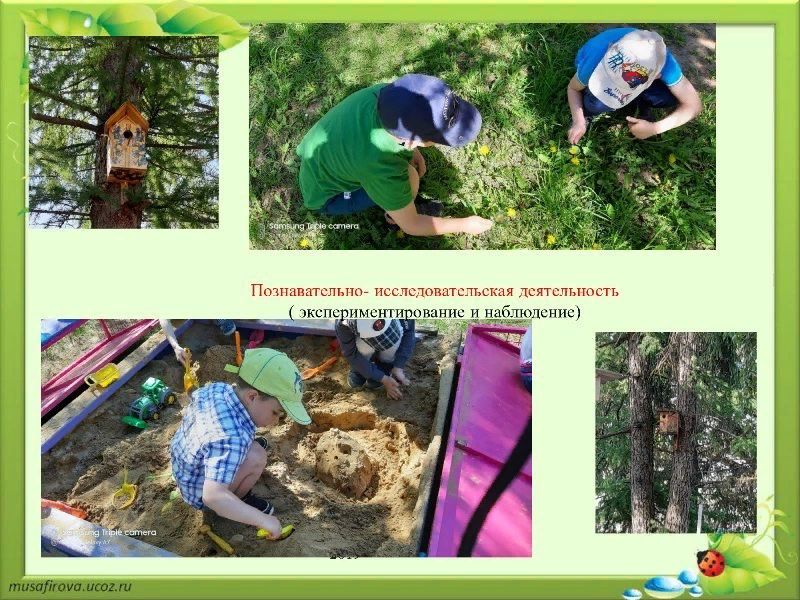 Samsung Triple camera
Познавательно- исследовательская деятельность
( экспериментирование и наблюдение)
Samsung Triple camera
musafirova.ucoz.ru